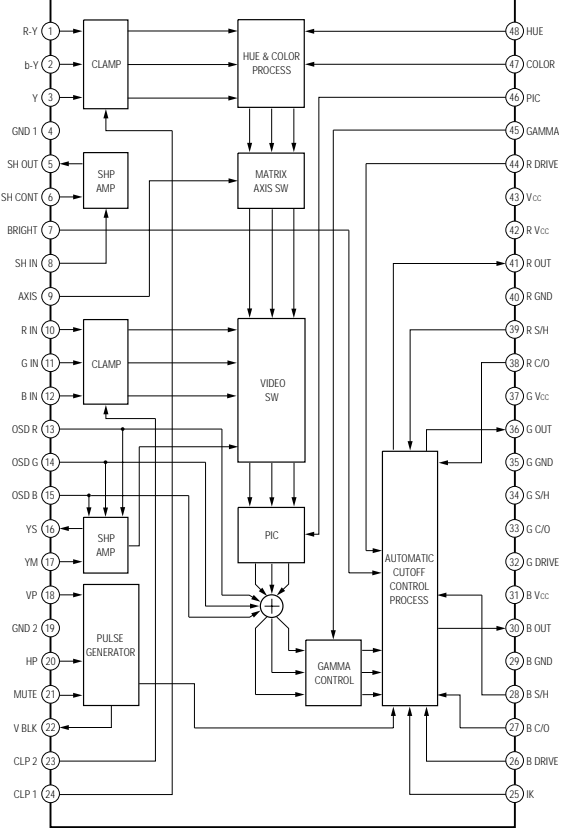 R-Y 1
b-Y 2
Y 3
GND 1 4
SH OUT 5
SH CONT 6
BRIGHT 7
SH IN 8
AXIS 9
R IN 10
G IN 11
B IN 12
OSD R 13
OSD G 14
OSD B 15
YS 16
YM 17
VP 18
GND 2 19
HP 20
MUTE 21
V BLK 22
CLP 2 23
CLP 1 24
CLAMP
SHP
AMP
CLAMP
SHP
AMP
PULSE
GENERATOR
HUE & COLOR
PROCESS
MATRIX
AXIS SW
VIDEO
SW
PIC
GAMMA
CONTROL
AUTOMATIC
CUTOFF
CONTROL
PROCESS
48 HUE
47 COLOR
46 PIC
45 GAMMA
44 R DRIVE
43 Vcc
42 R Vcc
41 R OUT
40 R GND
39 R S/H
38 R C/O
37 G Vcc
36 G OUT
35 G GND
34 G S/H
33 G C/O
32 G DRIVE
31 B Vcc
30 B OUT
29 B GND
28 B S/H
27 B C/O
26 B DRIVE
25 IK